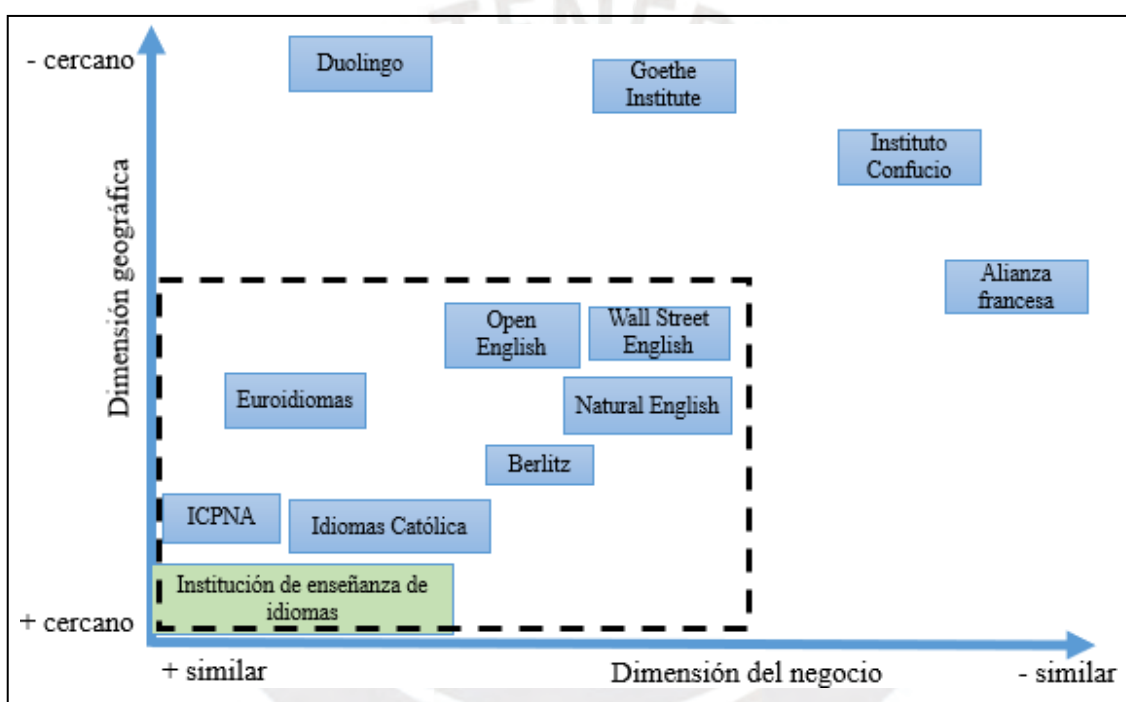 TENEB
- cercano
Duolingo
Goethe
Institute
Instituto
Confucio
Dimensión geográfica
Alianza
francesa
Open
English
Wall Street
English
Euroidiomas
Natural English
Berlitz
ICPNA
Idiomas Católica
Institución de enseñanza de
idiomas
+ cercano
+ similar
Dimensión del negocio
- similar